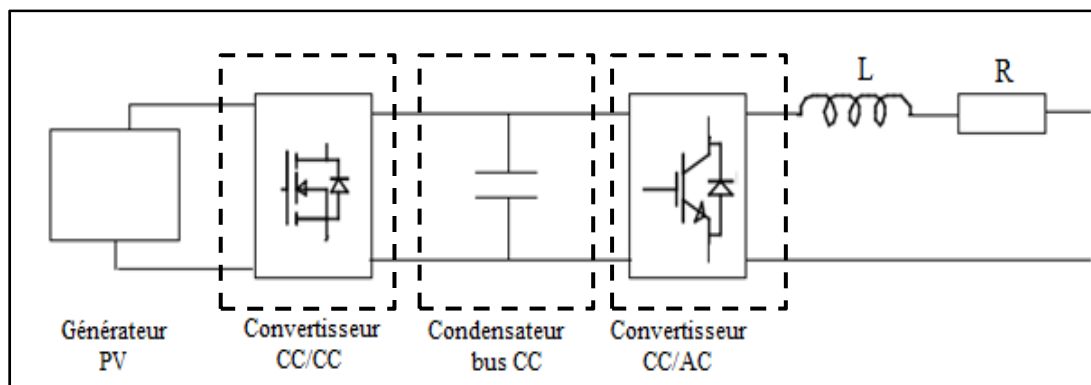 L
R
Générateur
PV
Convertisseur
CC/CC
Condensateur
bus CC
Convertisseur
CC/AC